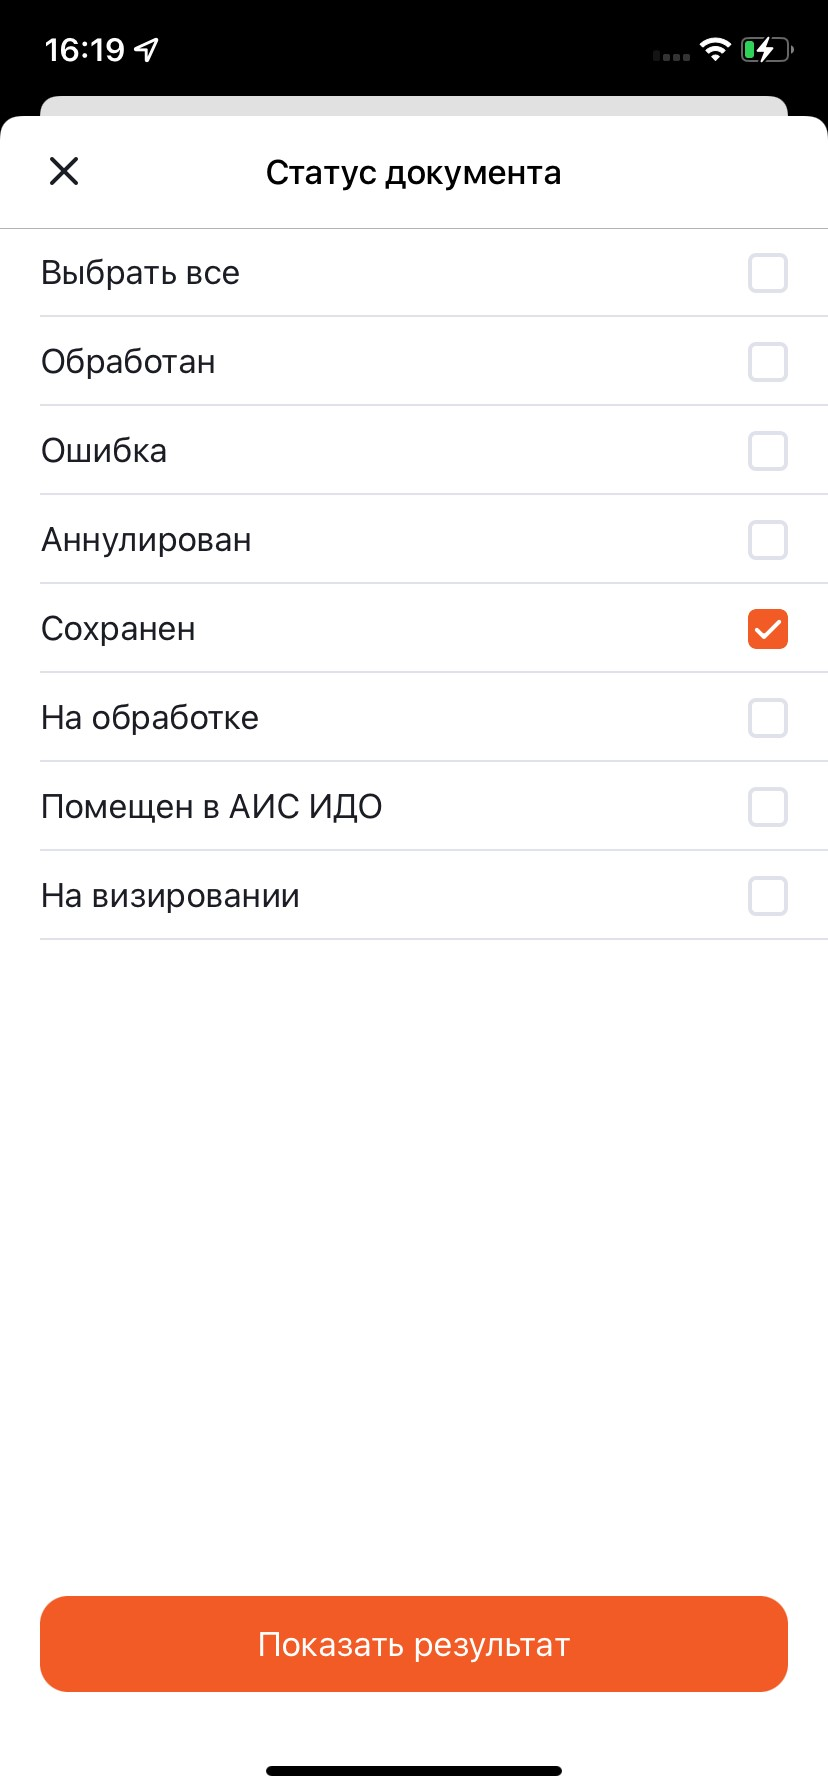 16:19
Статус документа
Выбрать все
Обработан
Ошибка
Аннулирован
Сохранен
На обработке
Помещен в АИС ИДО
На визировании
Показать результат